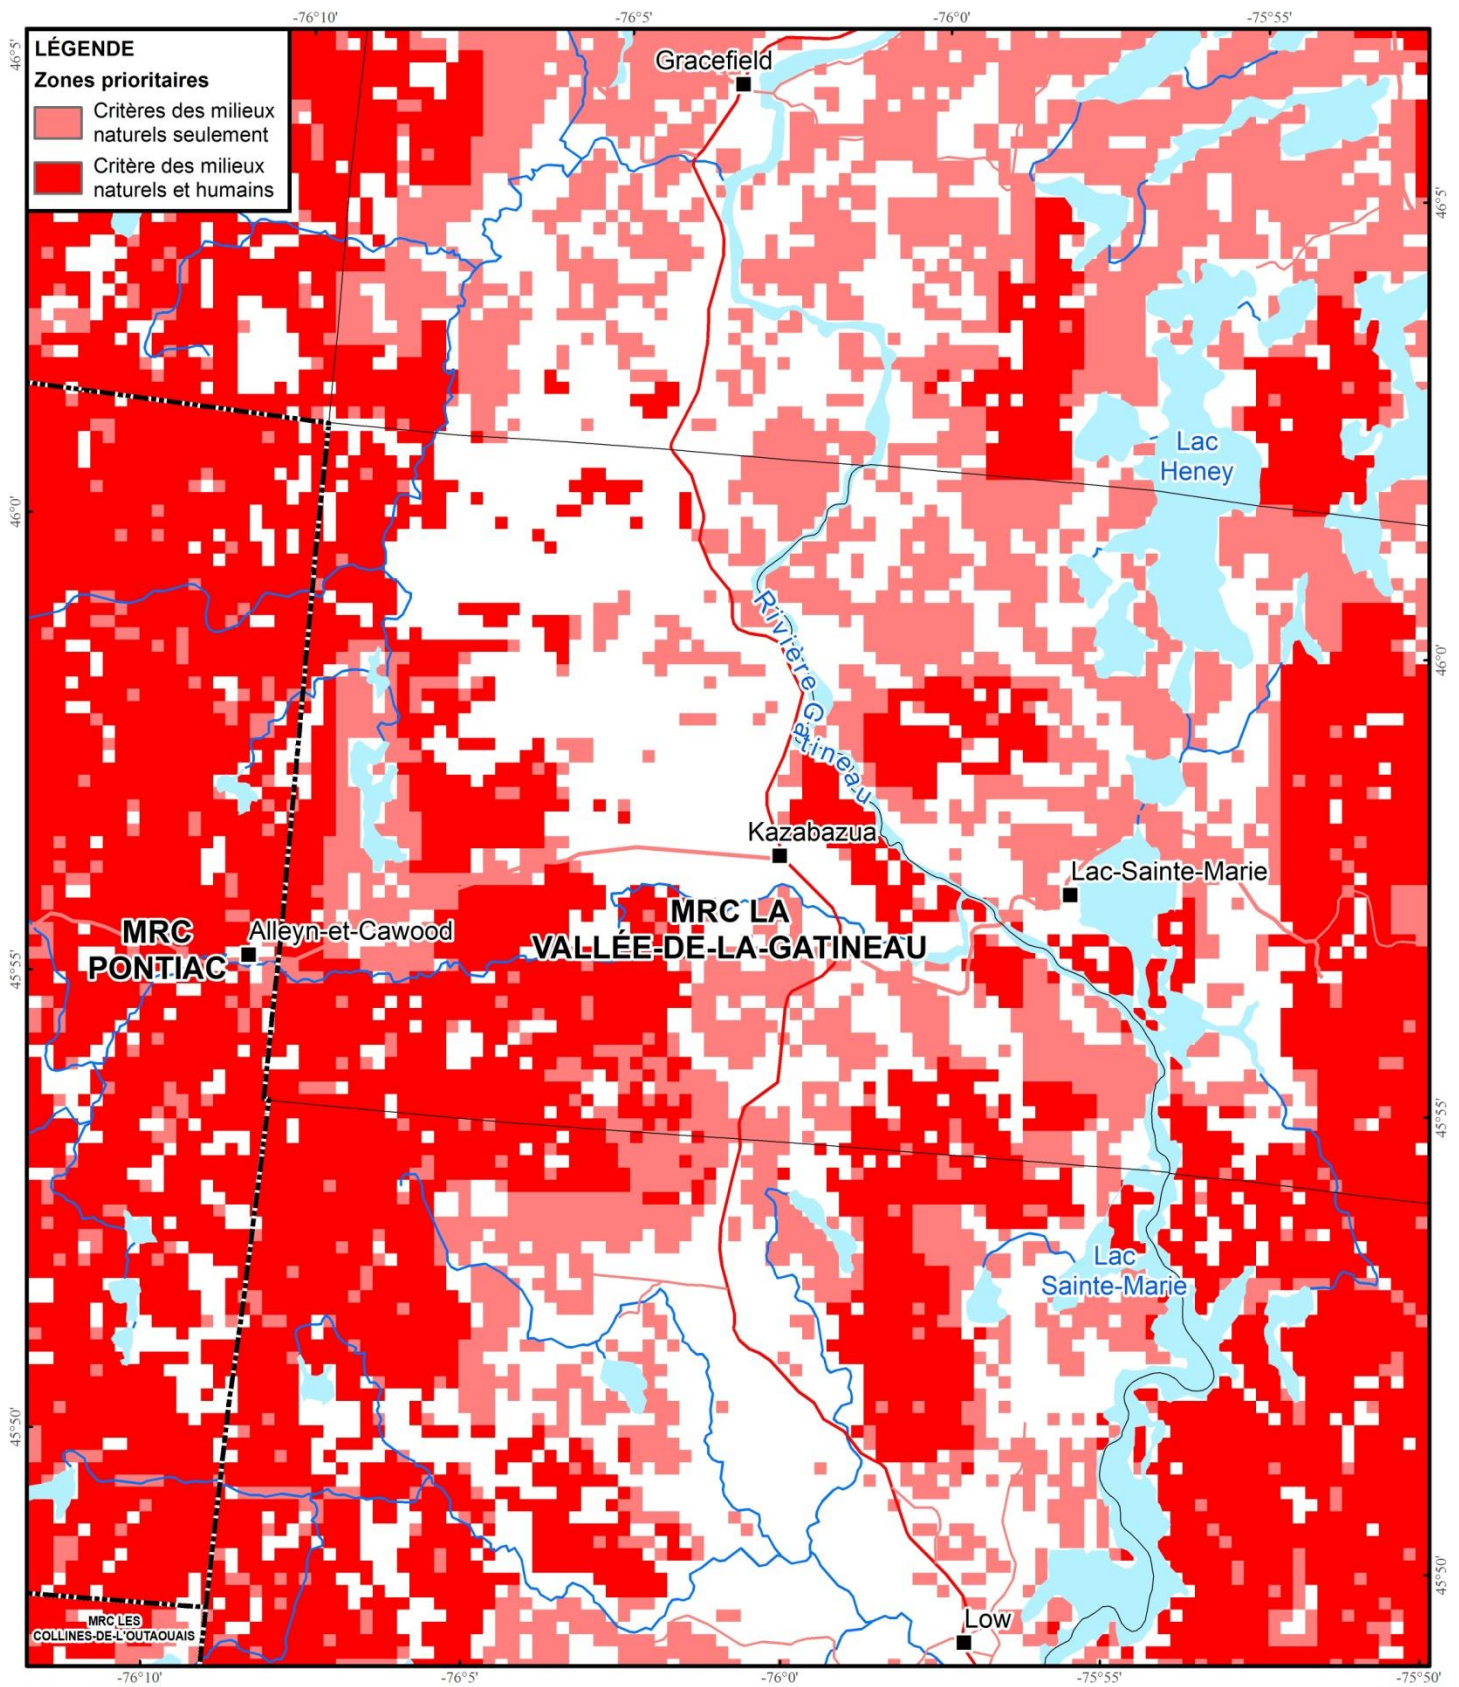 -76°10'
-76°5'
-76°0'
-75°55'
46°5'
LÉGENDE
Zones prioritaires
Critères des milieux
naturels seulement
Critère des milieux
naturels et humains
Gracefield
46°5'
Lac
Heney
46°0'
Rivière Gatineau
46°0'
Kazabazua
Lac-Sainte-Marie
MRC LA
VALLÉE-DE-LA-GATINEAU
MRC
PONTIAC
Alleyn-et-Cawood
45°55'
45°55'
Lac
Sainte-Marie
45°50'
45°50'
MRC LES
COLLINES-DE-L'OUTAOUAIS
Low
-76°10'
-76°5'
-76°0'
-75°55'
-75°50'